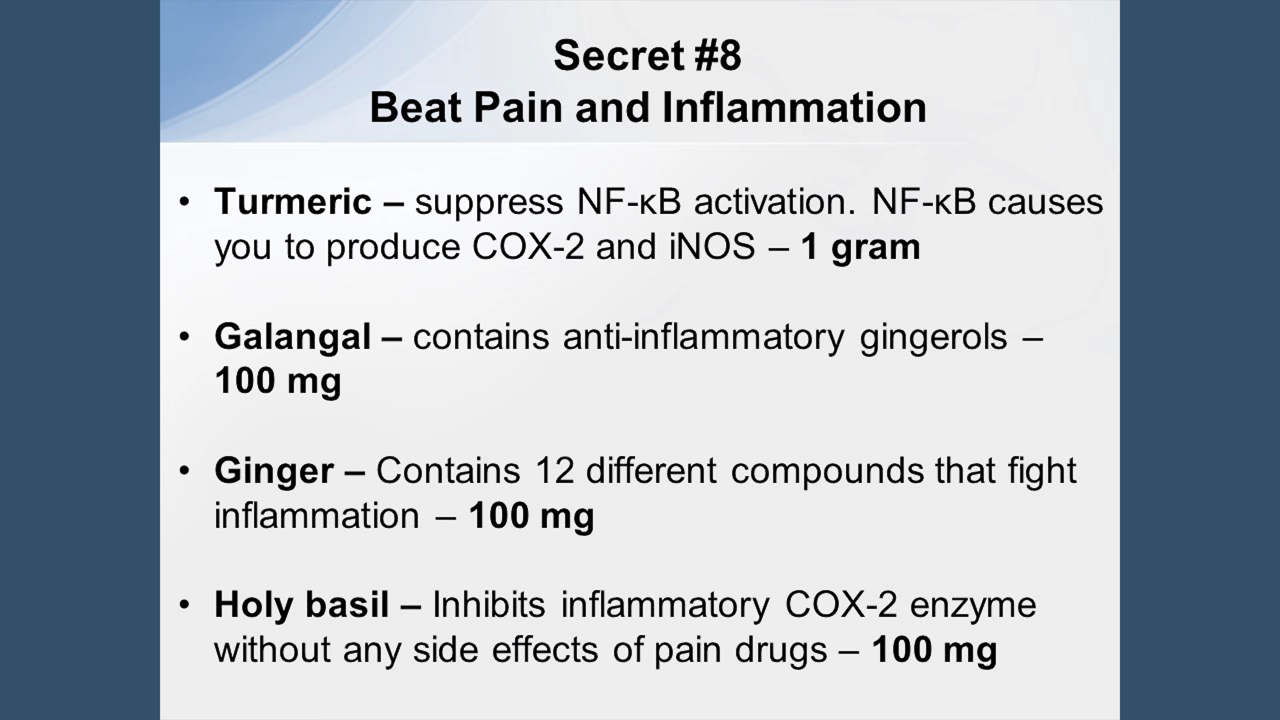 Secret #8
Beat Pain and Inflammation
• Turmeric – suppress NF-κB activation. NF-κB causes
you to produce COX-2 and iNOS – 1 gram
• Galangal – contains anti-inflammatory gingerols –
100 mg
• Ginger – Contains 12 different compounds that fight
inflammation – 100 mg
• Holy basil – Inhibits inflammatory COX-2 enzyme
without any side effects of pain drugs – 100 mg